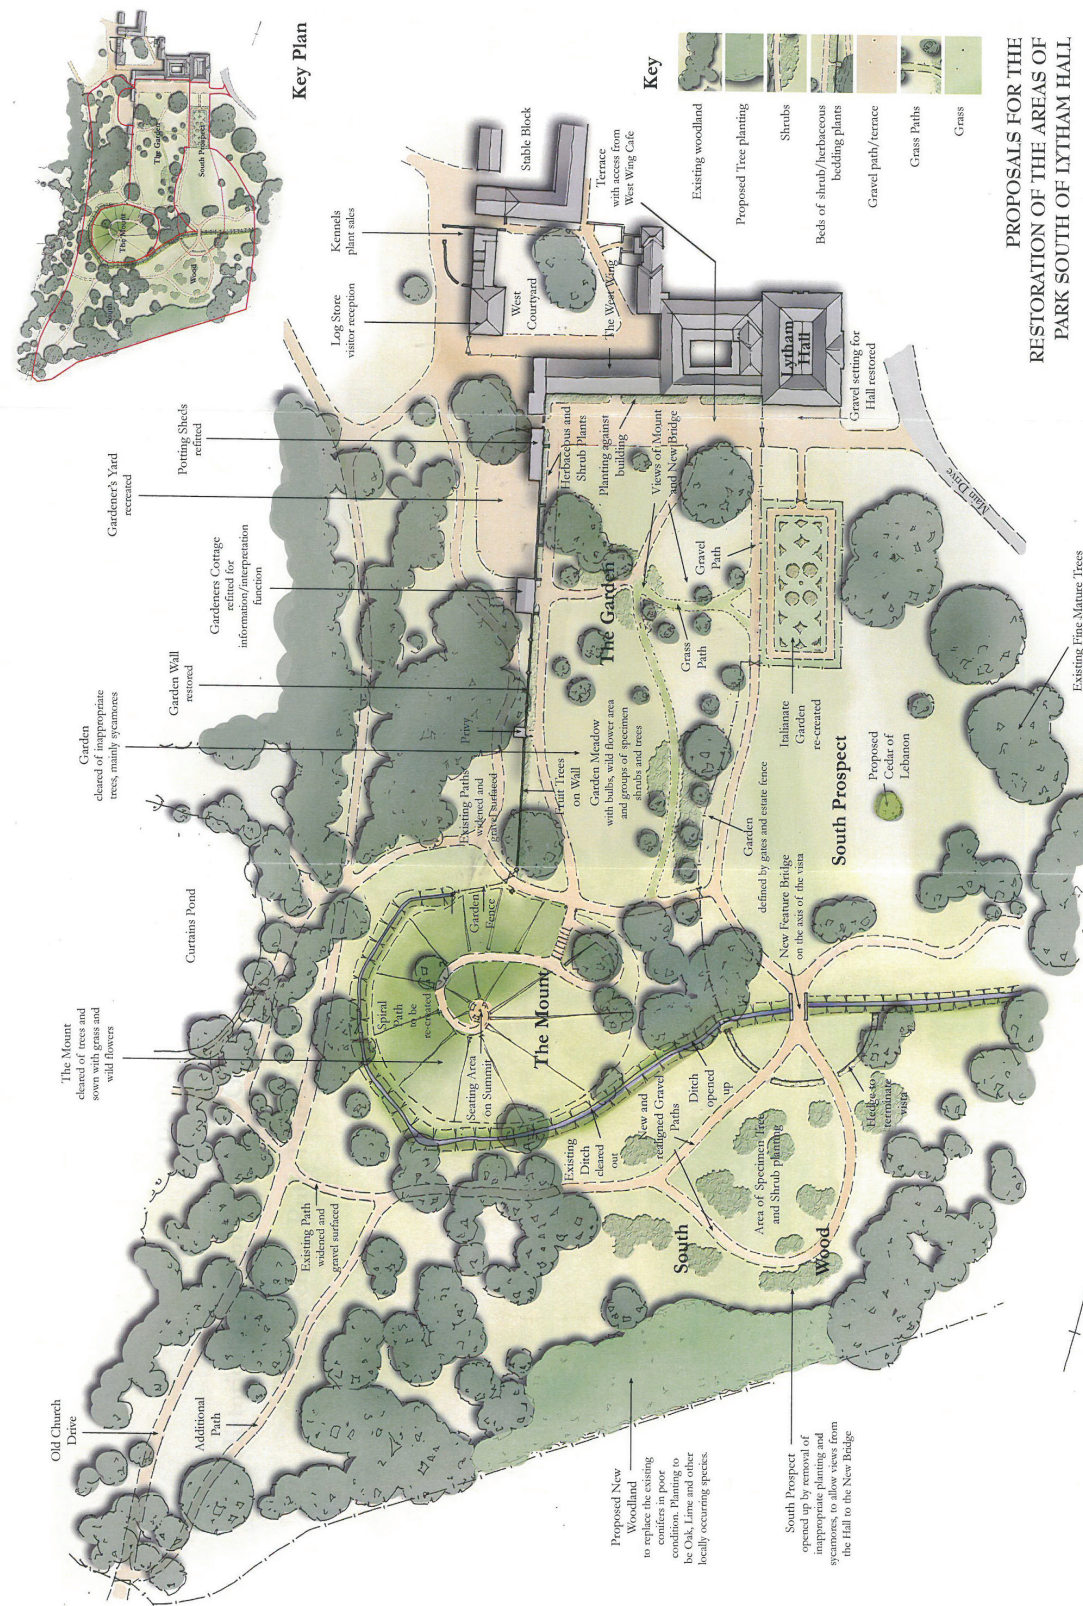 PROPOSALS FOR THE
RESTORATION OF THE AREAS OF
PARK SOUTH OF LYTHAM HALL
Key Plan
The Garden
South Prospect
The Mount
South
Wood
Key
Existing woodland
Proposed Tree planting
Shrubs
Beds of shrub/herbaceous
bedding plants
Gravel path/terrace
Grass Paths
Grass
Old Church
Drive
Additional
Path
The Mount
cleared of trees and
sown with grass and
wild flowers
Curtains Pond
Garden
cleared of inappropriate
trees, mainly sycamores
Garden Wall
restored
Gardeners Cottage
refitted for
information/interpretation
function
Gardener's Yard
recreated
Potting Sheds
refitted
Log Store
visitor reception
Kennels
plant sales
Stable Block
Terrace
with access from
West Wing Cafe
West
Courtyard
The West Wing
Lytham
Hall
Gravel setting for
Hall restored
Main Drive
Herbaceous and
Shrub Plants
Planting against
building
Views of Mount
and New Bridge
The Garden
Gravel
Path
Grass
Path
Privy
Fruit Trees
on Wall
Garden Meadow
with bulbs, wild flower area
and groups of specimen
shrubs and trees
Existing Paths
widened and
gravel surfaced
Garden
Fence
Spiral
Path
to be
re-created
Seating Area
on Summit
The Mount
Existing Path
widened and
gravel surfaced
Existing
Ditch
cleared
out
New and
realigned Gravel
Paths
Ditch
opened
up
Garden
defined by gates and estate fence
New Feature Bridge
on the axis of the vista
Italianate
Garden
re-created
South Prospect
Proposed
Cedar of
Lebanon
Existing Fine Mature Trees
Hedge to
terminate
vista
Area of Specimen Trees
and Shrub planting
South
Wood
Proposed New
Woodland
to replace the existing
conifers in poor
condition. Planting to
be Oak, Lime and other
locally occurring species.
South Prospect
opened up by removal of
inappropriate planting and
sycamores, to allow views from
the Hall to the New Bridge